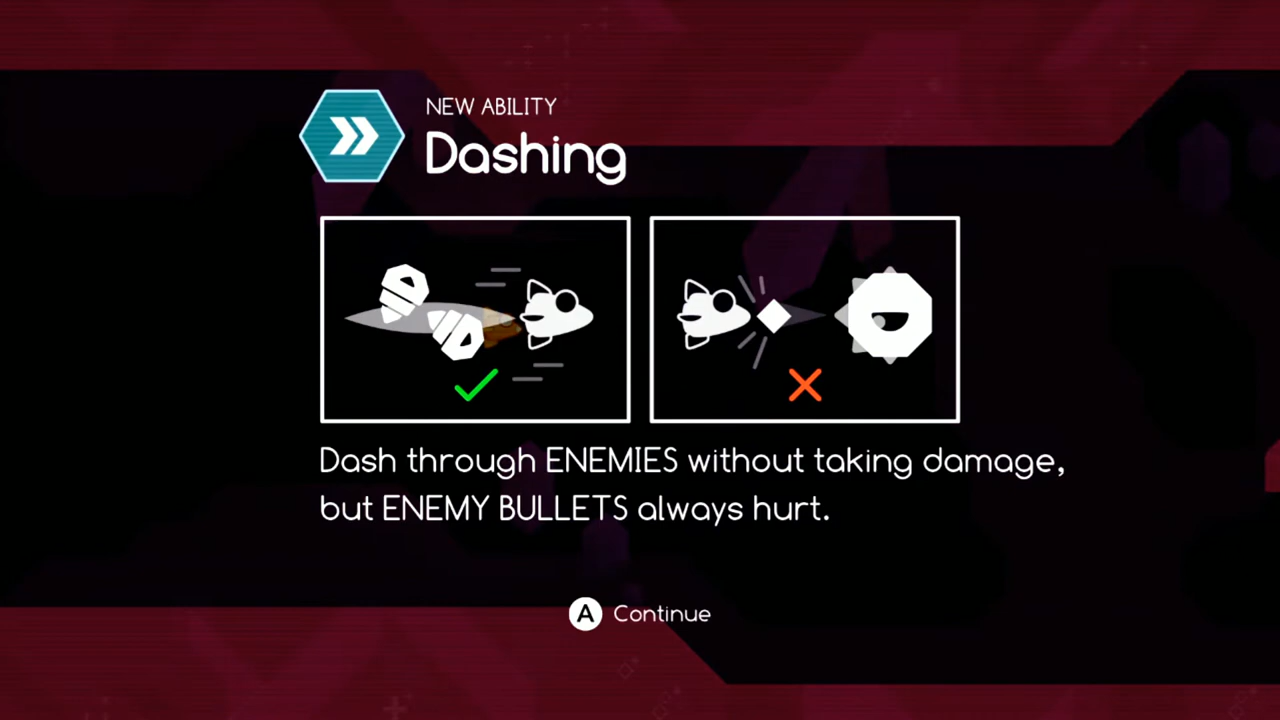 NEW ABILITY
Dashing
Dash through ENEMIES without taking damage,
but ENEMY BULLETS always hurt.
A Continue